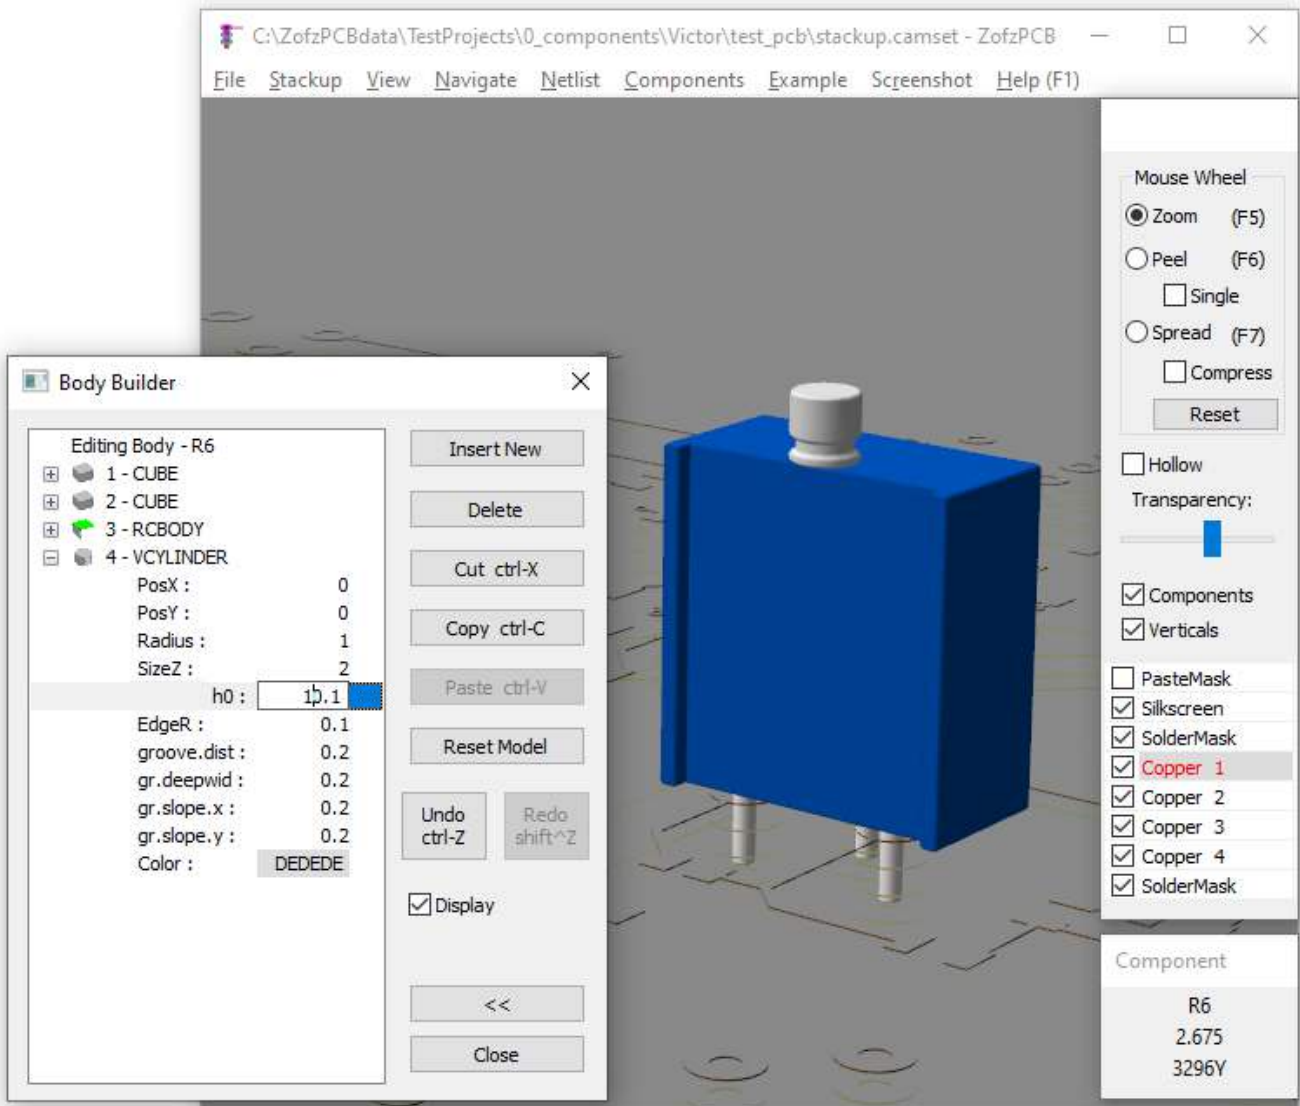 C:\ZofzPCBdata\TestProjects\0_components\Victor\test_pcb\stackup.camset - ZofzPCB
File Stackup View Navigate Netlist Components Example Screenshot Help (F1)
Mouse Wheel
Zoom (F5)
Peel (F6)
Single
Spread (F7)
Compress
Reset
Hollow
Transparency:
Components
Verticals
PasteMask
Silkscreen
SolderMask
Copper 1
Copper 2
Copper 3
Copper 4
SolderMask
Component
R6
2.675
3296Y
Body Builder
Editing Body - R6
1 - CUBE
2 - CUBE
3 - RCBODY
4 - VCYLINDER
PosX : 0
PosY : 0
Radius : 1
SizeZ : 2
h0 : 10.1
EdgeR : 0.1
groove.dist : 0.2
gr.deepwid : 0.2
gr.slope.x : 0.2
gr.slope.y : 0.2
Color : DEDEDE
Insert New
Delete
Cut ctrl-X
Copy ctrl-C
Paste ctrl-V
Reset Model
Undo ctrl-Z
Redo shift^Z
Display
<<
Close